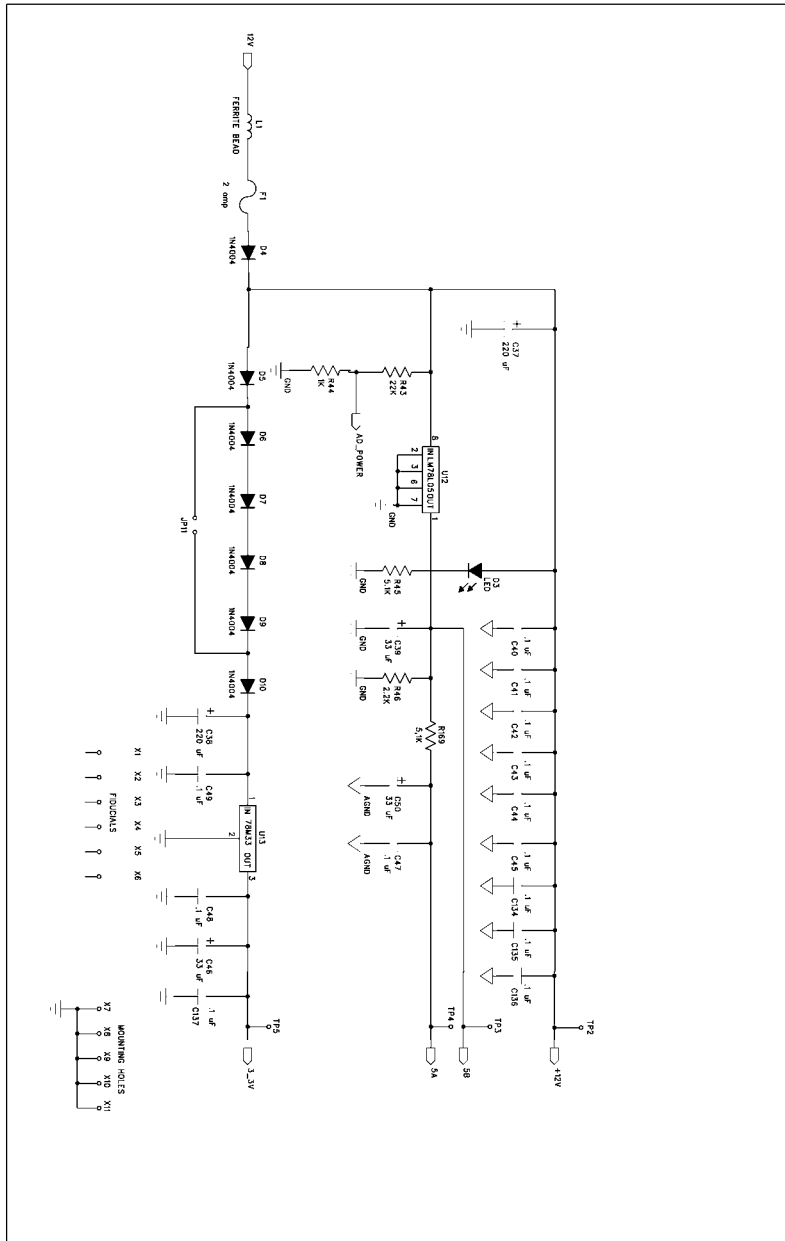 12V
L1
FERRITE BEAD
F1
2 amp
D4
1N4004
C37
220 uF
R43
22K
R44
1K
GND
AD_POWER
D5
1N4004
D6
1N4004
D7
1N4004
D8
1N4004
D9
1N4004
D10
1N4004
JP11
U12
8
IN LM78L05 OUT
1
2
3
6
7
GND
D3
LED
R45
5.1K
GND
C39
33 uF
GND
R46
2.2K
GND
R169
5.1K
C50
33 uF
AGND
C47
.1 uF
AGND
.1 uF
C40
.1 uF
C41
.1 uF
C42
.1 uF
C43
.1 uF
C44
.1 uF
C45
.1 uF
C134
.1 uF
C135
.1 uF
C136
TP2
+12V
TP3
5B
TP4
5A
C38
220 uF
C49
.1 uF
U13
1
IN 78M33 OUT
2
3
C48
.1 uF
C46
33 uF
.1 uF
C137
TP5
3_3V
X1
X2
X3
X4
X5
X6
FIDUCIALS
X7
X8
X9
X10
X11
MOUNTING HOLES